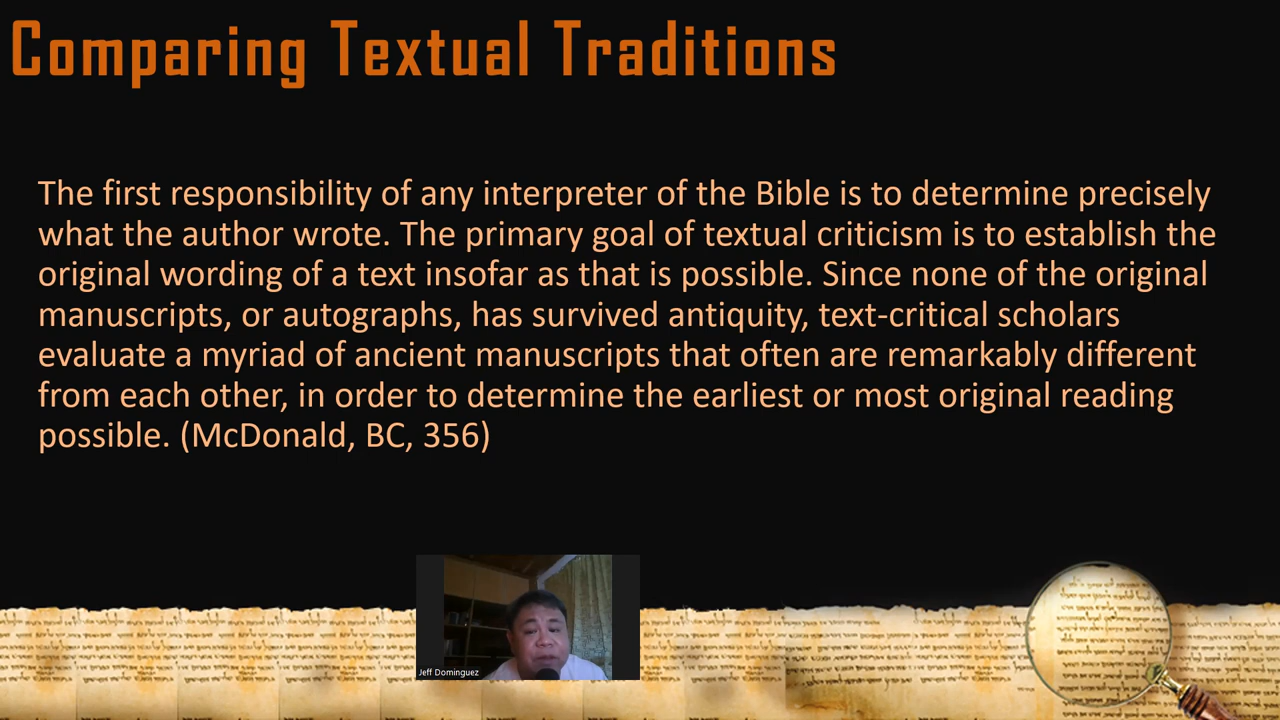 Comparing Textual Traditions
The first responsibility of any interpreter of the Bible is to determine precisely
what the author wrote. The primary goal of textual criticism is to establish the
original wording of a text insofar as that is possible. Since none of the original
manuscripts, or autographs, has survived antiquity, text-critical scholars
evaluate a myriad of ancient manuscripts that often are remarkably different
from each other, in order to determine the earliest or most original reading
possible. (McDonald, BC, 356)
Jeff Dominguez